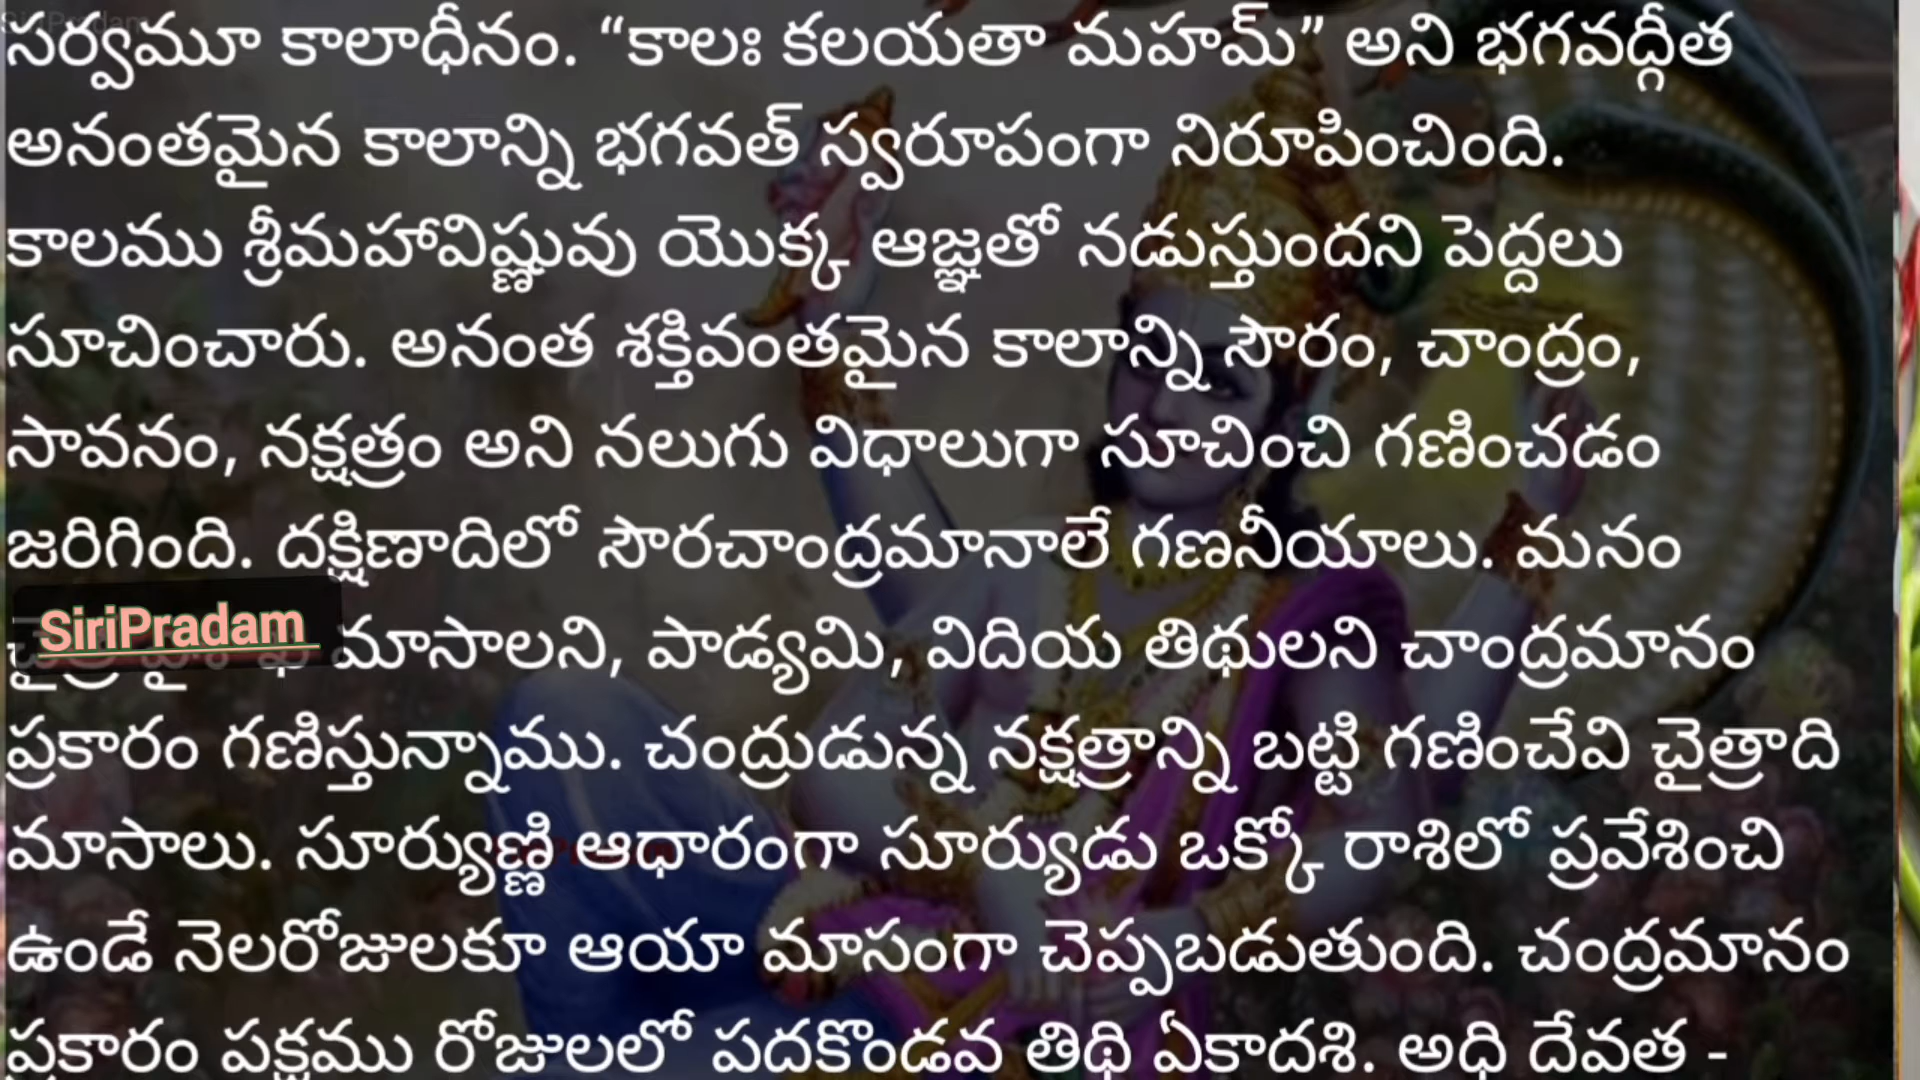 సర్వమూ కాలాధీనం. “కాలః కలయతా మహమ్” అని భగవద్గీత
అనంతమైన కాలాన్ని భగవత్ స్వరూపంగా నిరూపించింది.
కాలము శ్రీమహావిష్ణువు యొక్క ఆజ్ఞతో నడుస్తుందని పెద్దలు
సూచించారు. అనంత శక్తివంతమైన కాలాన్ని సౌరం, చాంద్రం,
సావనం, నక్షత్రం అని నలుగు విధాలుగా సూచించి గణించడం
జరిగింది. దక్షిణాదిలో సౌరచాంద్రమానాలే గణనీయాలు. మనం
SiriPradam
మాసాలని, పాడ్యమి, విదియ తిథులని చాంద్రమానం
ప్రకారం గణిస్తున్నాము. చంద్రుడున్న నక్షత్రాన్ని బట్టి గణించేవి చైత్రాది
మాసాలు. సూర్యుణ్ణి ఆధారంగా సూర్యుడు ఒక్కో రాశిలో ప్రవేశించి
ఉండే నెలరోజులకూ ఆయా మాసంగా చెప్పబడుతుంది. చంద్రమానం
ప్రకారం పక్షము రోజులలో పదకొండవ తిథి ఏకాదశి. అధి దేవత -